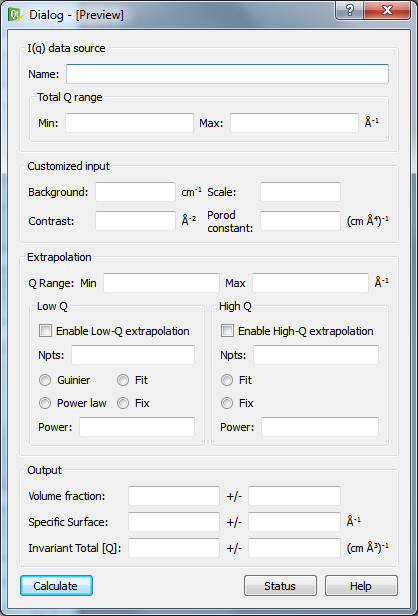 Qt Dialog - [Preview] ? X
I(q) data source
Name:
Total Q range
Min: Max: Å-1
Customized input
Background: cm-1 Scale:
Contrast: Å-2 Porod constant: (cm Å4)-1
Extrapolation
Q Range: Min Max Å-1
Low Q High Q
Enable Low-Q extrapolation Enable High-Q extrapolation
Npts: Npts:
Guinier Fit Fit
Power law Fix Fix
Power: Power:
Output
Volume fraction: +/-
Specific Surface: +/- Å-1
Invariant Total [Q]: +/- (cm Å3)-1
Calculate Status Help